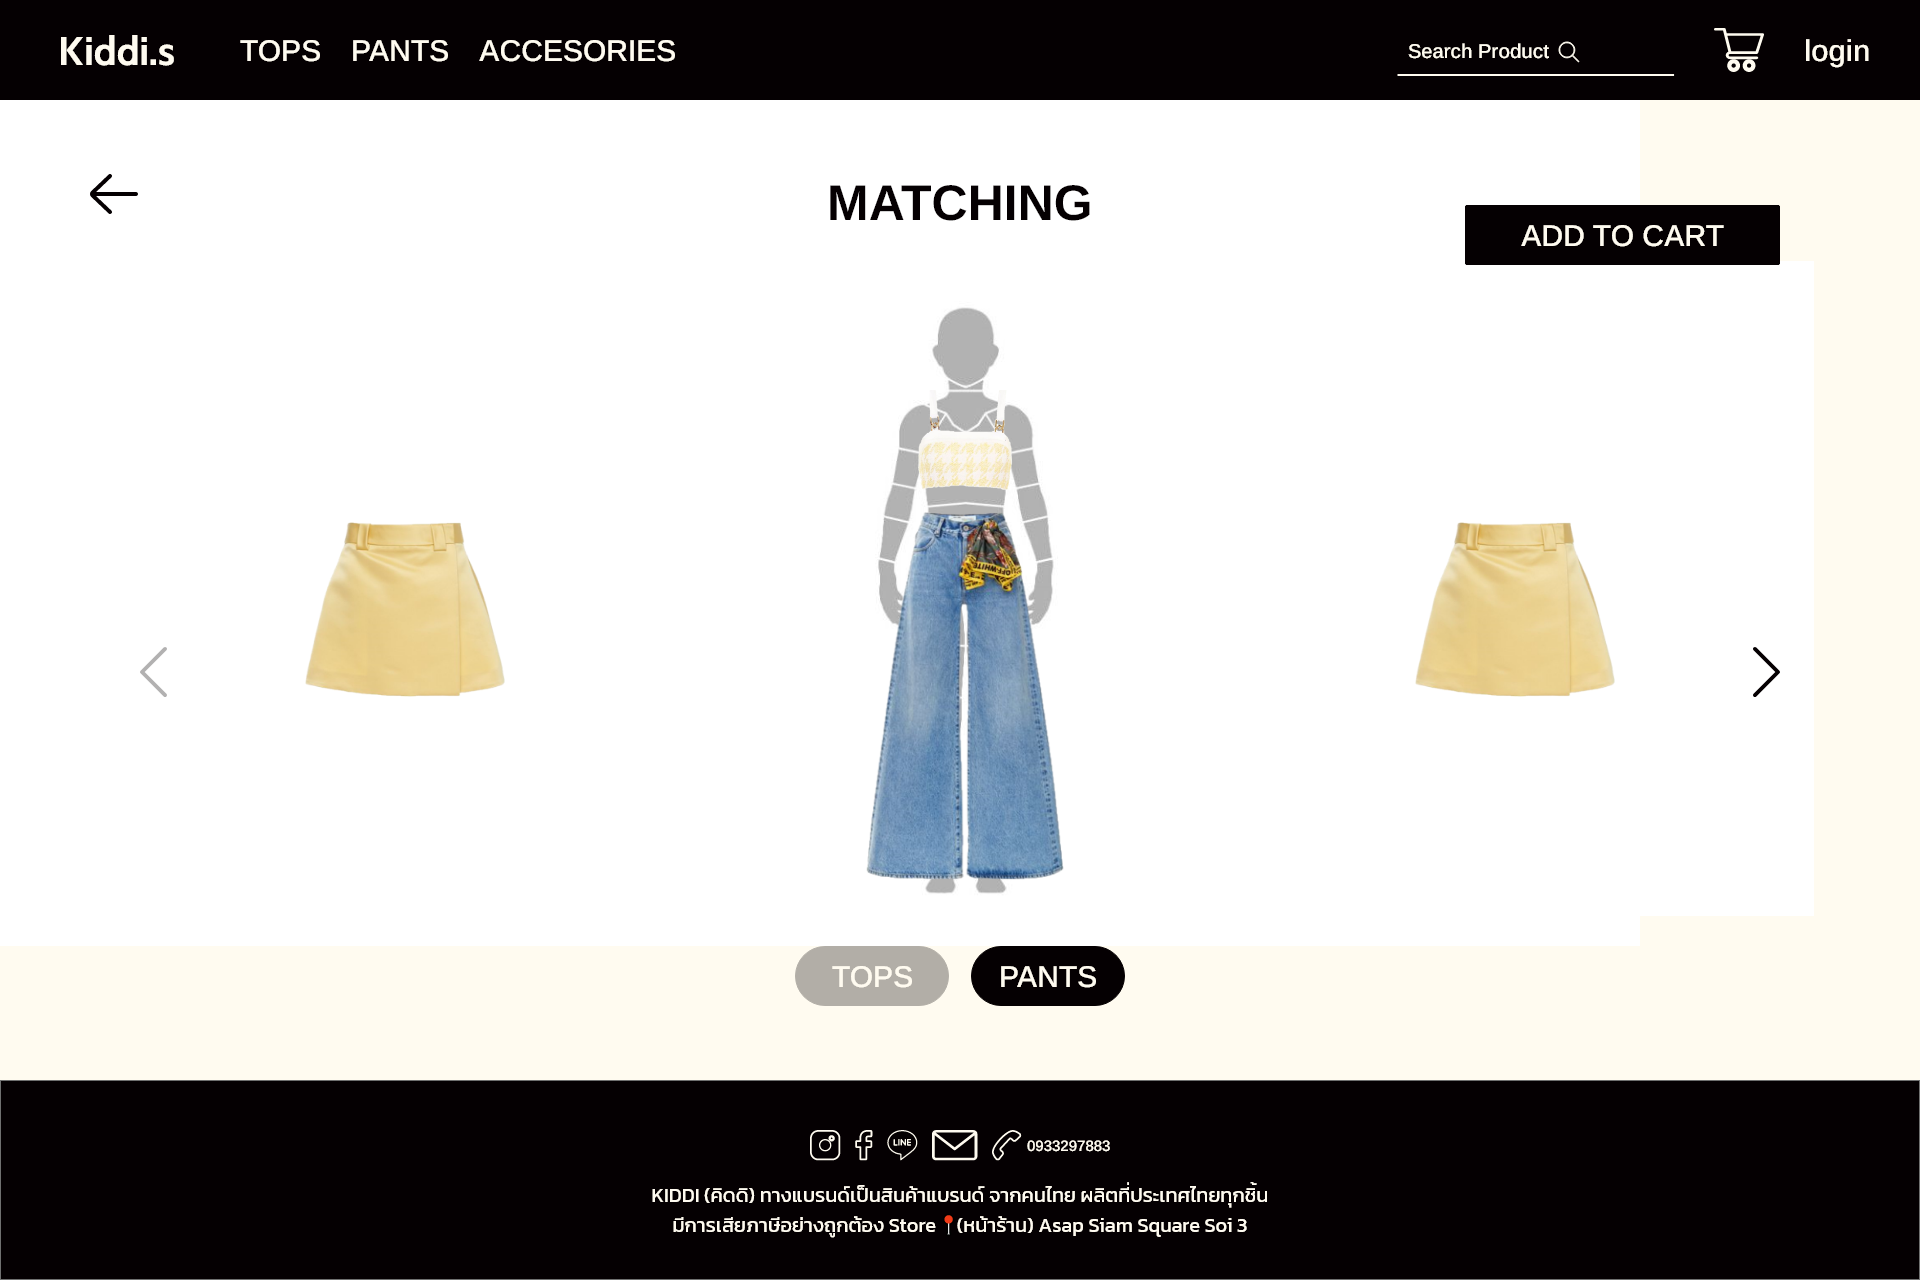 Kiddi.s TOPS PANTS ACCESORIES Search Product login
MATCHING
ADD TO CART
OFF-WHITE
TOPS PANTS
LINE 0933297883
KIDDI (คิดดิ) ทางแบรนด์เป็นสินค้าแบรนด์ จากคนไทย ผลิตที่ประเทศไทยทุกชิ้น
มีการเสียภาษีอย่างถูกต้อง Store 📍(หน้าร้าน) Asap Siam Square Soi 3